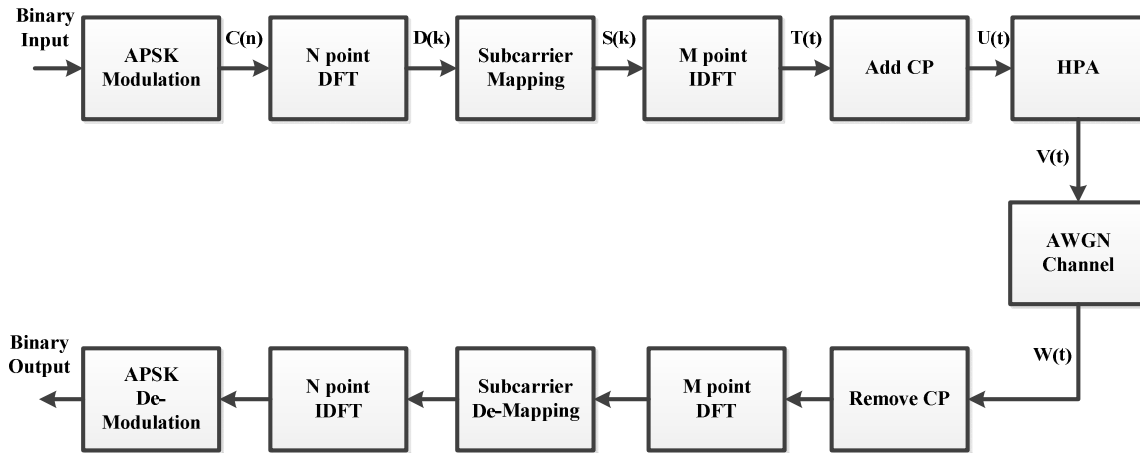 Binary
Input
APSK
Modulation
C(n)
N point
DFT
D(k)
Subcarrier
Mapping
S(k)
M point
IDFT
T(t)
Add CP
U(t)
HPA
V(t)
AWGN
Channel
W(t)
Remove CP
M point
DFT
Subcarrier
De-Mapping
N point
IDFT
APSK
De-
Modulation
Binary
Output